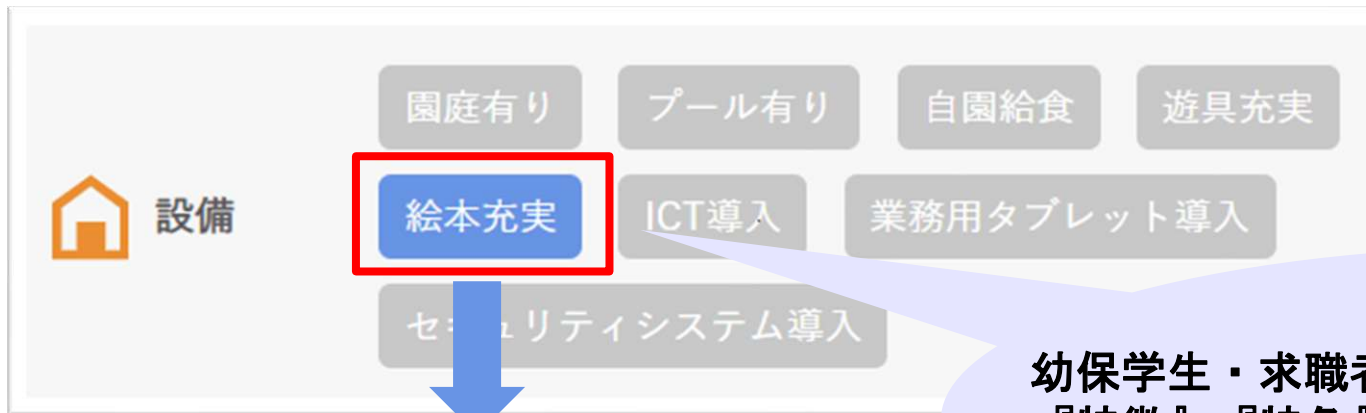 園庭有り プール有り 自園給食 遊具充実
設備 絵本充実 ICT導入 業務用タブレット導入
セキュリティシステム導入
幼保学生・求職者